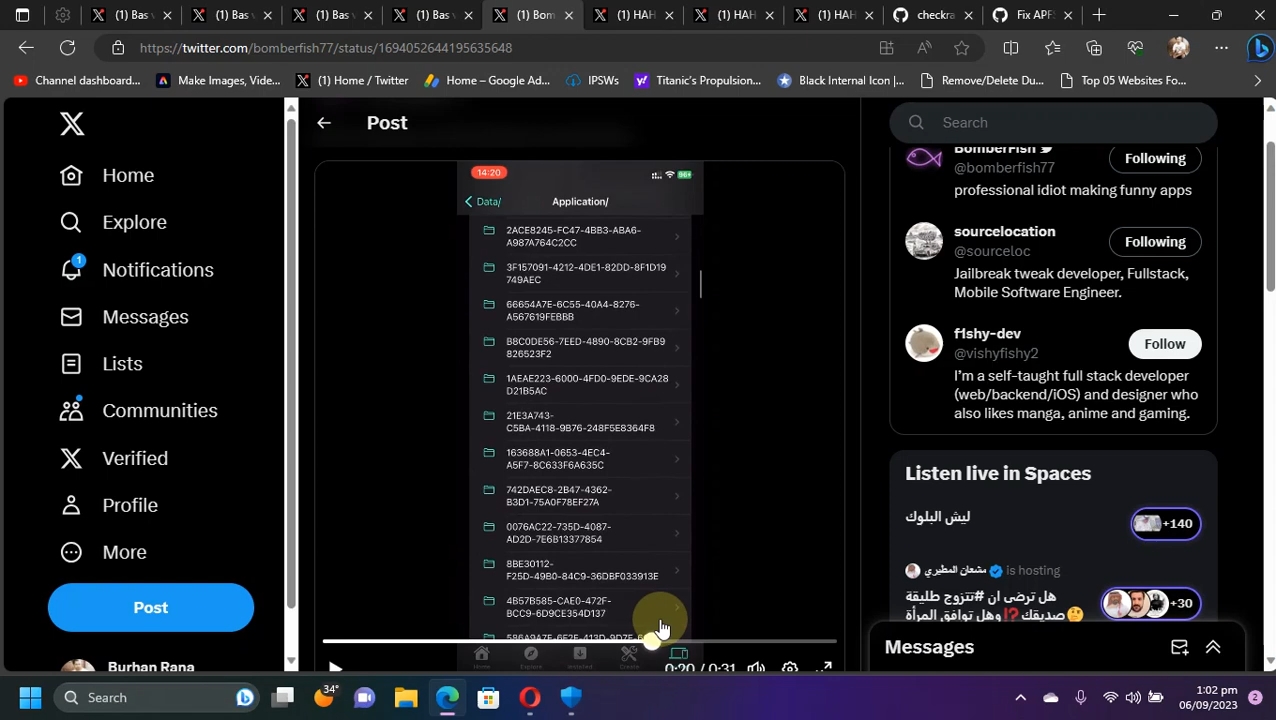 (1) Bas
(1) Bas
(1) Bas
(1) Bas
(1) Bom
(1) HAH
(1) HAH
(1) HAH
checkra
Fix APF
https://twitter.com/bomberfish77/status/1694052644195635648
Channel dashboard...
Make Images, Vide...
(1) Home / Twitter
Home – Google Ad...
IPSWs
Titanic's Propulsion...
Black Internal Icon |...
Remove/Delete Du...
Top 05 Websites Fo...
Home
Explore
Notifications
1
Messages
Lists
Communities
Verified
Profile
More
Post
Burhan Rana
Post
14:20
96+
Data/
Application/
2ACE8245-FC47-4BB3-ABA6-
A987A764C2CC
3F157091-4212-4DE1-82DD-8F1D19
749AEC
66654A7E-6C55-40A4-8276-
A567619FEBBB
B8C0DE56-7EED-4890-8CB2-9FB9
826523F2
1AEAE223-6000-4FD0-9EDE-9CA28
D21B5AC
21E3A743-
C5BA-4118-9B76-248F5E8364F8
163688A1-0653-4EC4-
A5F7-8C633F6A635C
742DAEC8-2B47-4362-
B3D1-75A0F78EF27A
0076AC22-735D-4087-
AD2D-7E6B13377854
8BE30112-
F25D-49B0-84C9-36DBF033913E
4B57B585-CAE0-472F-
BCC9-6D9CE354D137
Home
Explore
Create
0:20 / 0:31
Search
BomberFish
@bomberfish77
Following
professional idiot making funny apps
sourcelocation
@sourceloc
Following
Jailbreak tweak developer, Fullstack,
Mobile Software Engineer.
f1shy-dev
@vishyfishy2
Follow
I'm a self-taught full stack developer
(web/backend/iOS) and designer who
also likes manga, anime and gaming.
Listen live in Spaces
ليش البلوك
+140
مشعان المطيري is hosting
هل ترضى ان #تتزوج طليقة
صديقك⁉️ وهل توافق المرأة🤔
+30
Messages
Search
34°
1:02 pm
06/09/2023
2